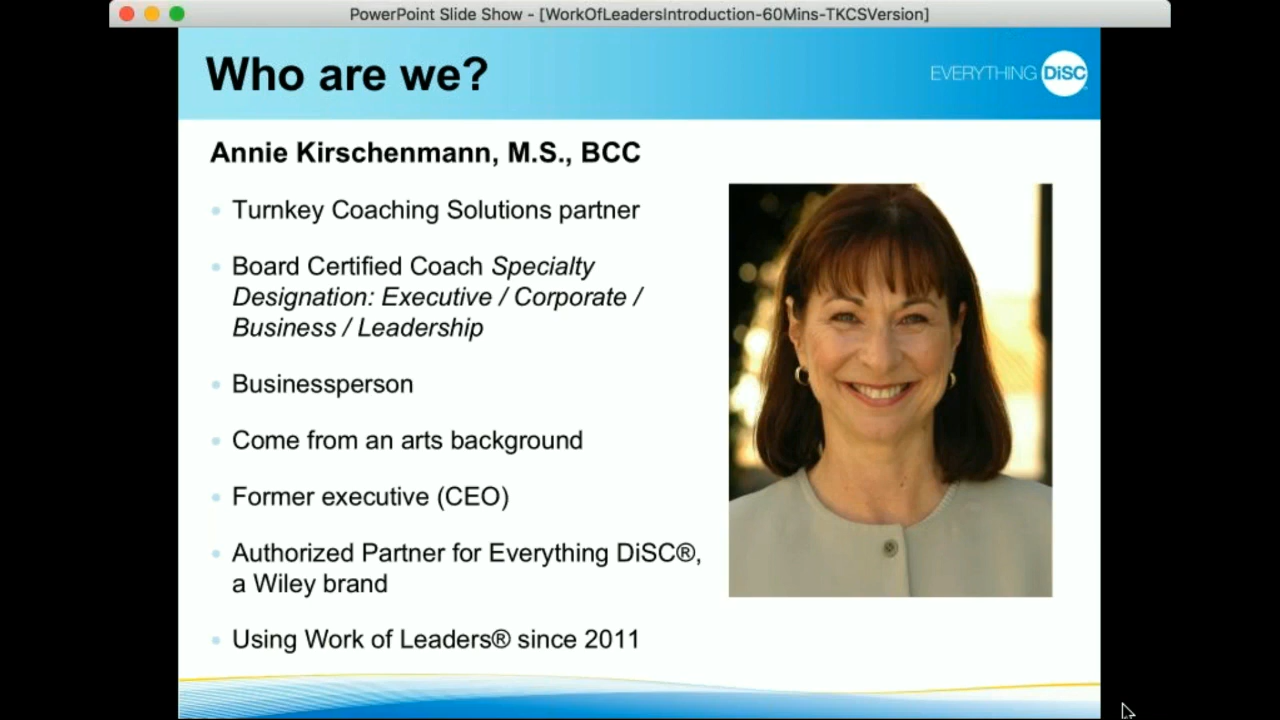 PowerPoint Slide Show - [WorkOfLeadersIntroduction-60Mins-TKCSVersion]
Who are we?
EVERYTHING DiSC
Annie Kirschenmann, M.S., BCC
Turnkey Coaching Solutions partner
Board Certified Coach Specialty
Designation: Executive / Corporate /
Business / Leadership
Businessperson
Come from an arts background
Former executive (CEO)
Authorized Partner for Everything DiSC®,
a Wiley brand
Using Work of Leaders® since 2011